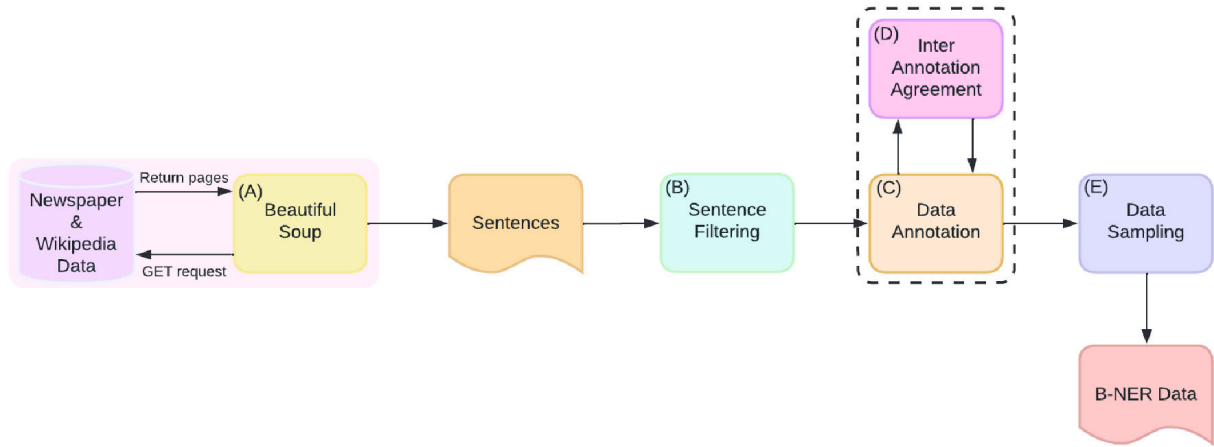 Newspaper
&
Wikipedia
Data
Return pages
GET request
(A)
Beautiful
Soup
Sentences
(B)
Sentence
Filtering
(D)
Inter
Annotation
Agreement
(C)
Data
Annotation
(E)
Data
Sampling
B-NER Data